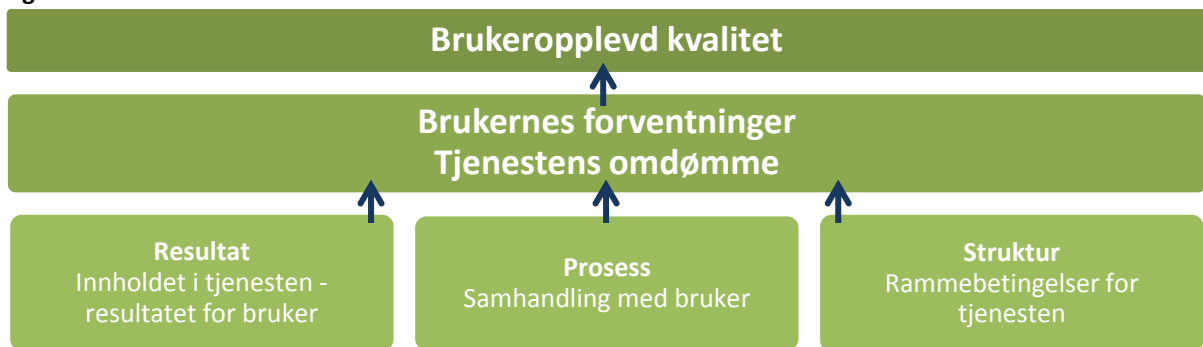 Brukeropplevd kvalitet
Brukernes forventninger
Tjenestens omdømme
Resultat
Innholdet i tjenesten -
resultatet for bruker
Prosess
Samhandling med bruker
Struktur
Rammebetingelser for
tjenesten